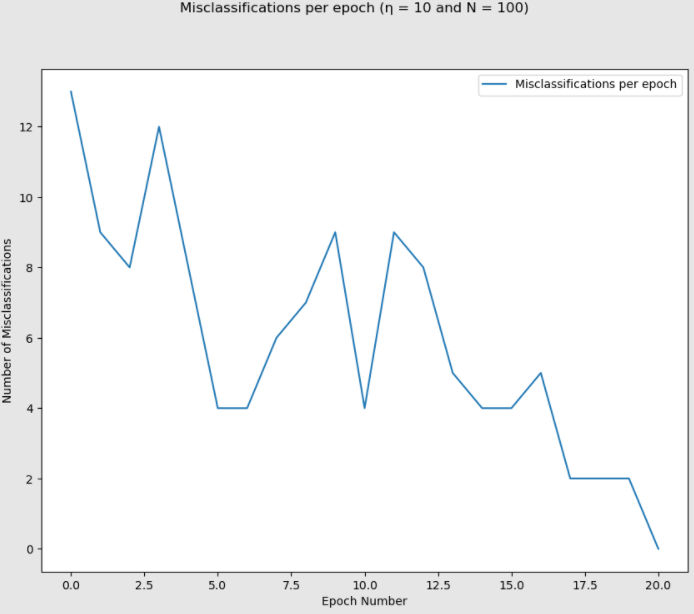 Misclassifications per epoch (η = 10 and N = 100)
Misclassifications per epoch
Number of Misclassifications
12
10
8
6
4
2
0
0.0 2.5 5.0 7.5 10.0 12.5 15.0 17.5 20.0
Epoch Number